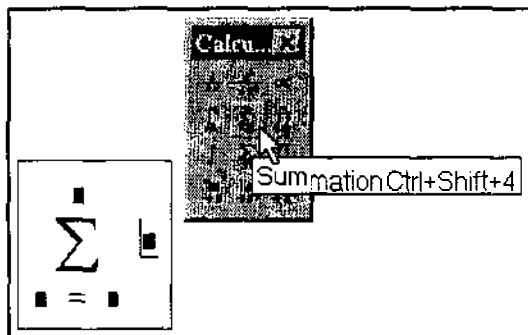 Calcu...
Summation Ctrl+Shift+4
∑
=